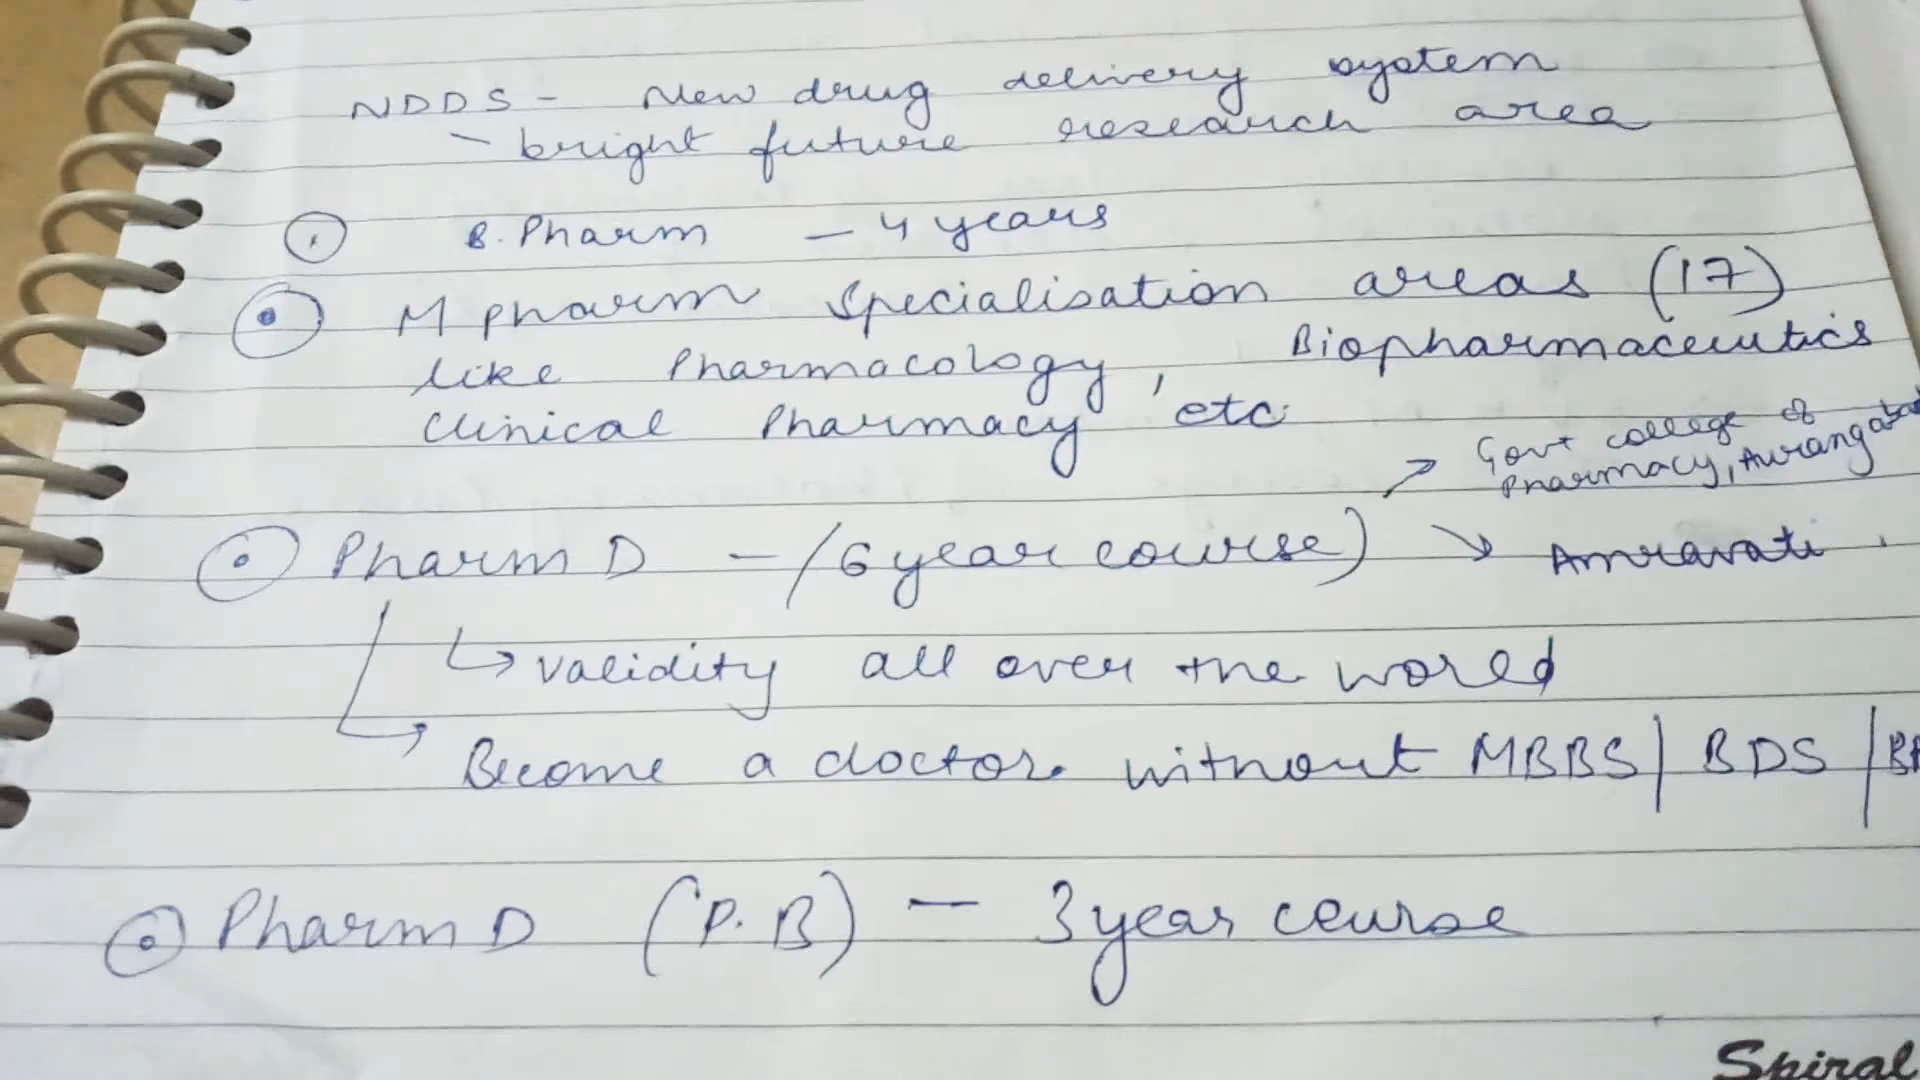 NDDS - New drug delivery system
- bright future research area
B. Pharm - 4 years
M pharm specialisation areas (17)
like Pharmacology, Biopharmaceutics
Clinical Pharmacy, etc.
→ Govt college of
Pharmacy, Aurangabad
Pharm D - (6 year course) → Amravati
↳ validity all over the world
↳ Become a doctor without MBBS | BDS |
Pharm D (P.B) - 3 year course
Spiral